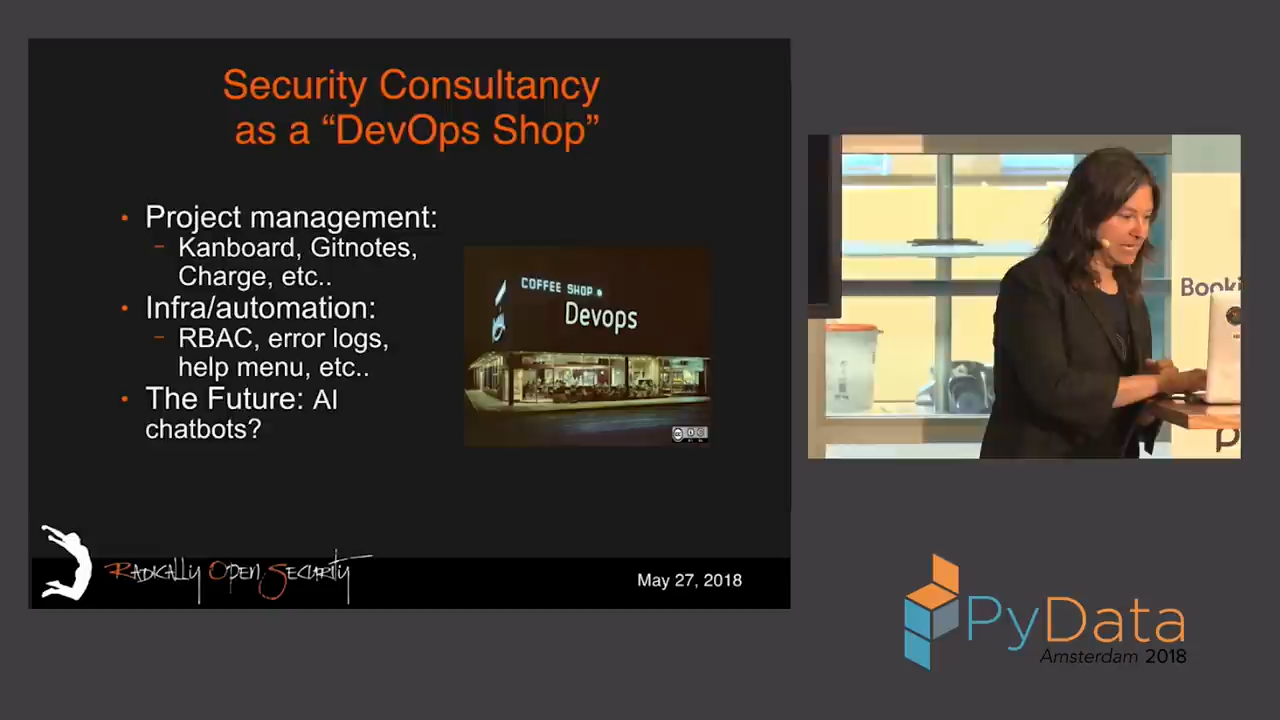 Security Consultancy
as a “DevOps Shop”
• Project management:
– Kanboard, Gitnotes,
Charge, etc..
• Infra/automation:
– RBAC, error logs,
help menu, etc..
• The Future: AI
chatbots?
COFFEE SHOP
Devops
RADICALLY OPEN SECURITY
May 27, 2018
Booki
P
PyData
Amsterdam 2018